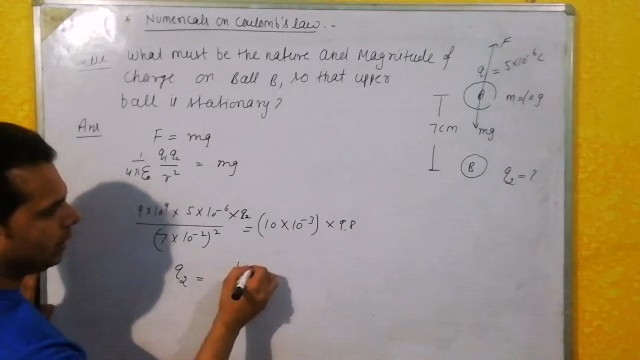 * Numericals on Coulomb's law :-
Que What must be the nature and Magnitude of
charge on Ball B, so that upper
ball is stationary?
Ans
F = mg
1/4πε₀ q₁q₂/r² = mg
9×10⁹ × 5×10⁻⁶ × q₂ / (7×10⁻²)² = (10×10⁻³) × 9.8
q₂ =
F
q₁ = 5×10⁻⁶ C
A
m=10g
7cm
mg
B
q₂ = ?